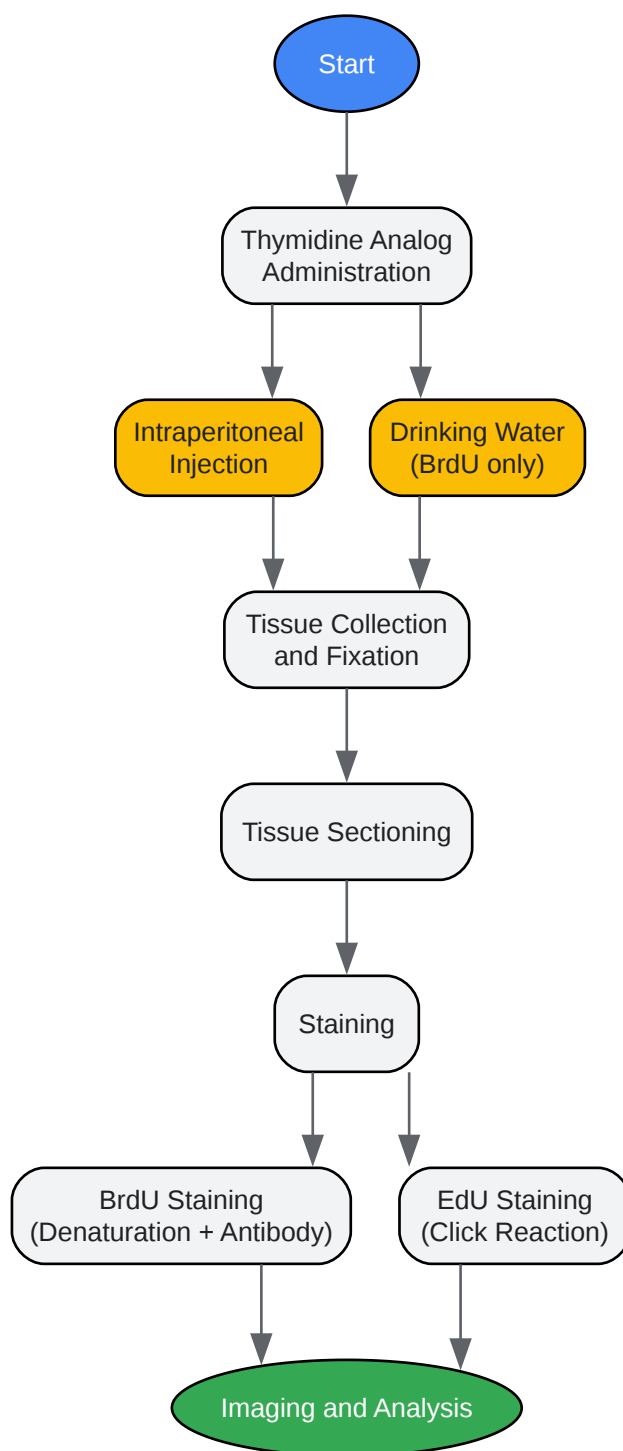 Start
Thymidine Analog
Administration
Intraperitoneal
Injection
Drinking Water
(BrdU only)
Tissue Collection
and Fixation
Tissue Sectioning
Staining
BrdU Staining
(Denaturation + Antibody)
EdU Staining
(Click Reaction)
Imaging and Analysis